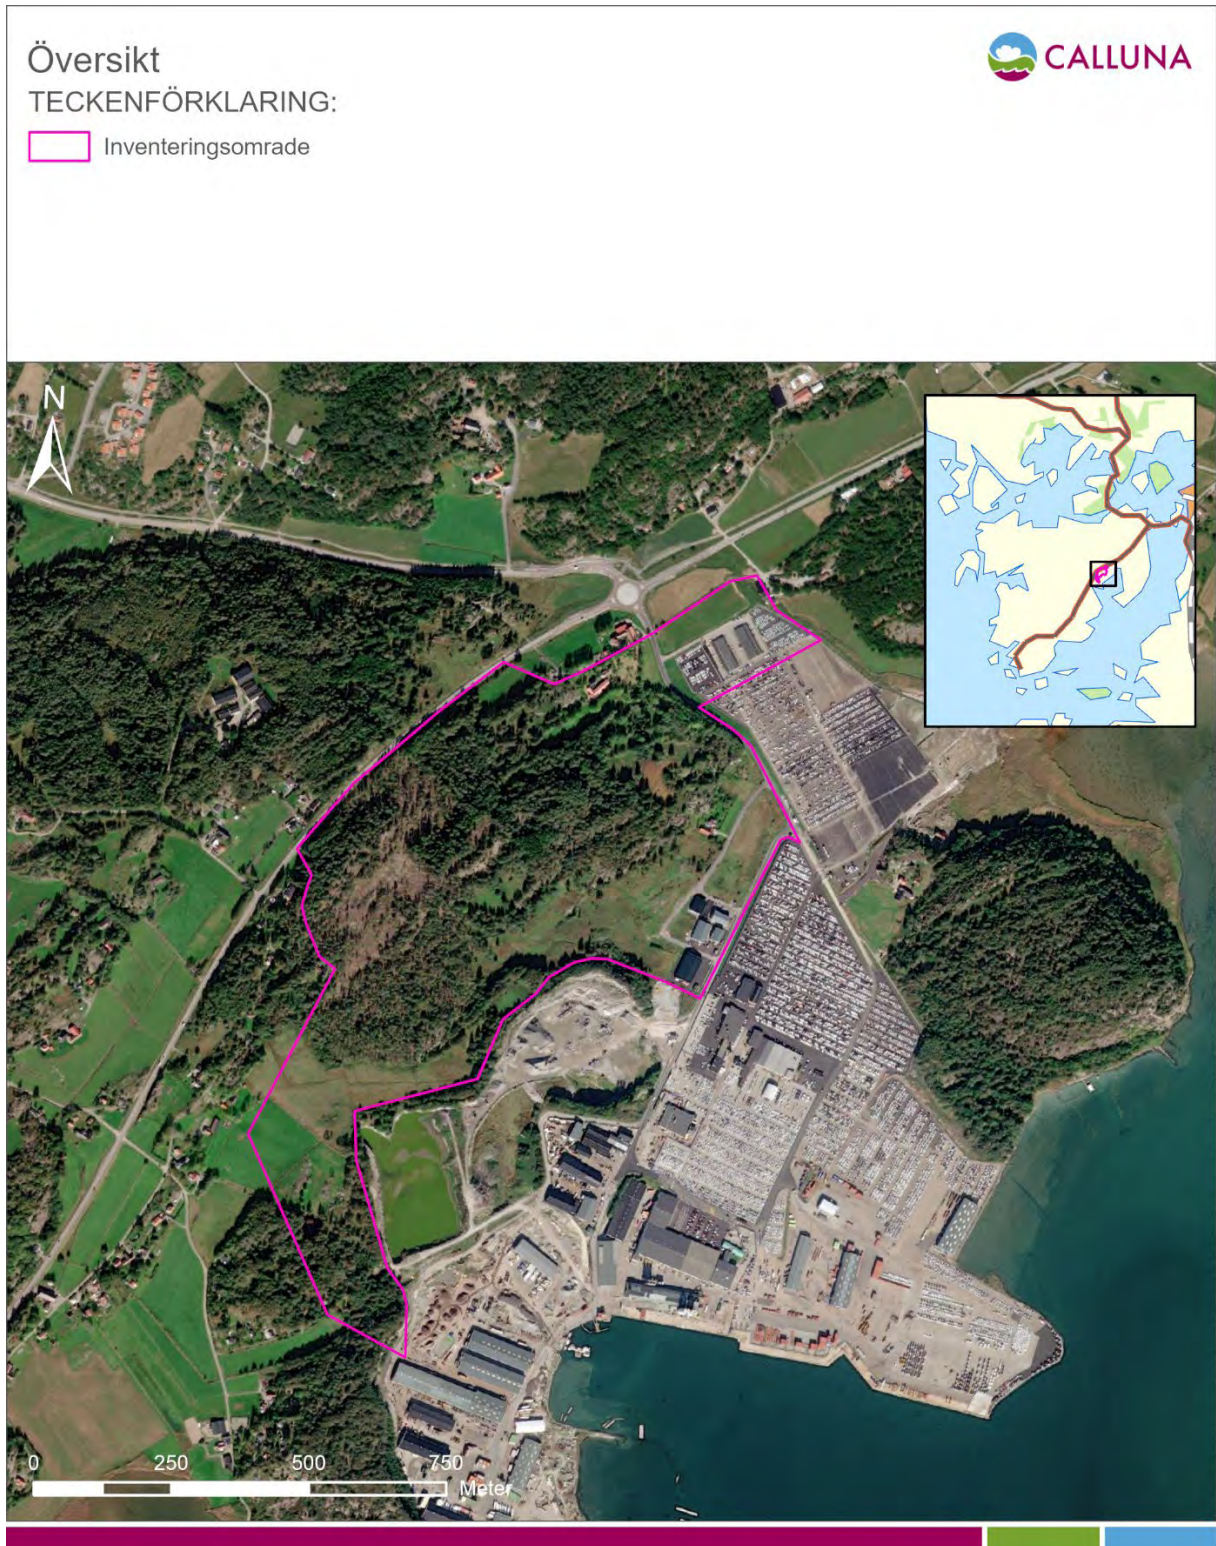 Översikt
CALLUNA
TECKENFÖRKLARING:
Inventeringsomrade
N
0 250 500 750
Meter